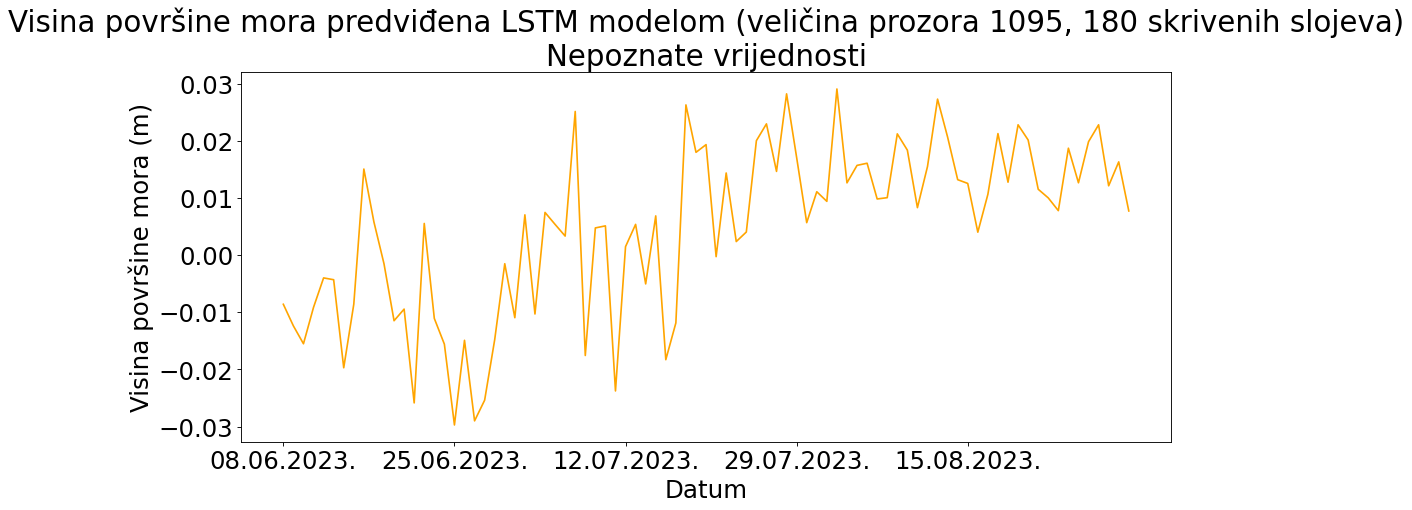 Visina površine mora predviđena LSTM modelom (veličina prozora 1095, 180 skrivenih slojeva)
Nepoznate vrijednosti
Visina površine mora (m)
0.03
0.02
0.01
0.00
−0.01
−0.02
−0.03
08.06.2023. 25.06.2023. 12.07.2023. 29.07.2023. 15.08.2023.
Datum